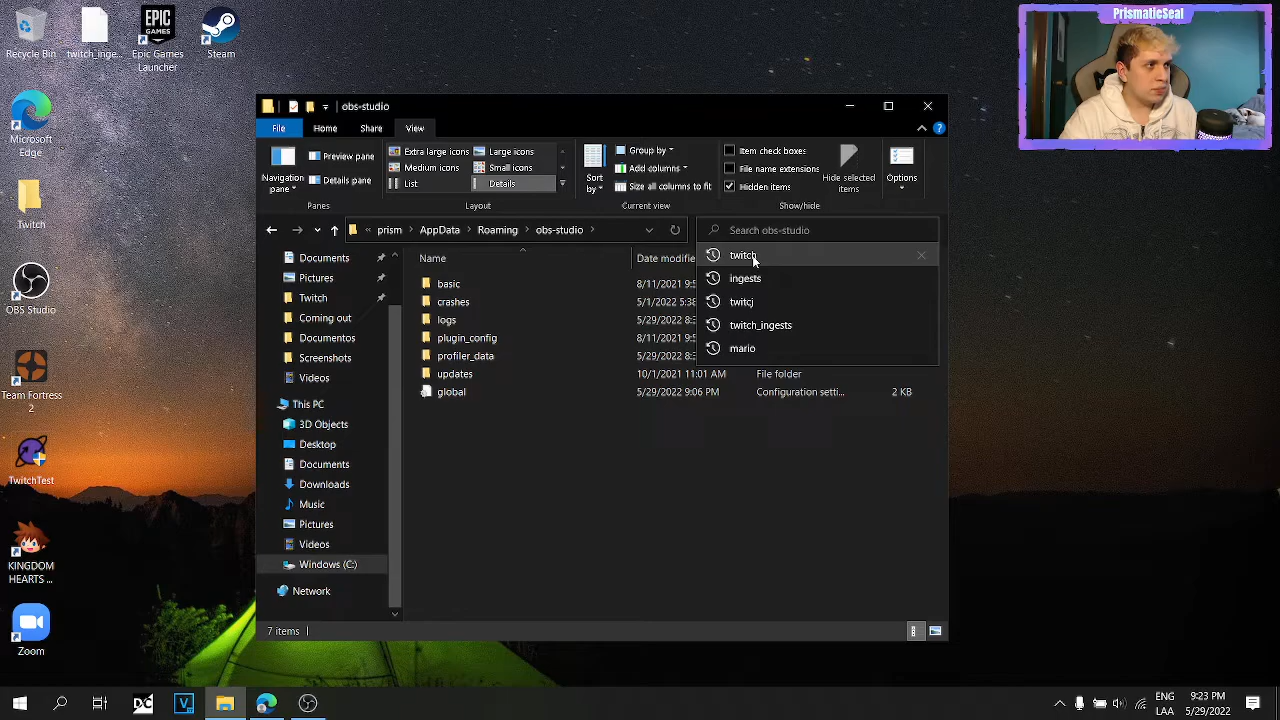 PrismaticSeal
Recycle Bin
twitch_inge...
EPIC GAMES
Epic Games Launcher
Steam
Microsoft Edge
Twitch
OBS Studio
Team Fortress 2
TwitchTest
KINGDOM HEARTS ...
Zoom
obs-studio
File Home Share View
Navigation pane
Preview pane
Details pane
Panes
Extra large icons Large icons
Medium icons Small icons
List Details
Layout
Sort by
Group by
Add columns
Size all columns to fit
Current view
Item check boxes
File name extensions
Hidden items
Hide selected items
Show/hide
Options
« prism > AppData > Roaming > obs-studio >
Search obs-studio
twitch
ingests
twitcj
twitch_ingests
mario
Documents
Pictures
Twitch
Coming out
Documentos
Screenshots
Videos
This PC
3D Objects
Desktop
Documents
Downloads
Music
Pictures
Videos
Windows (C:)
Network
Name Date modifie
basic 8/11/2021 9:5
crashes 5/1/2022 5:38
logs 5/29/2022 8:
plugin_config 8/11/2021 9:5
profiler_data 5/29/2022 8:
updates 10/1/2021 11:01 AM File folder
global 5/29/2022 9:06 PM Configuration setti... 2 KB
7 items
ENG
LAA
9:23 PM
5/29/2022